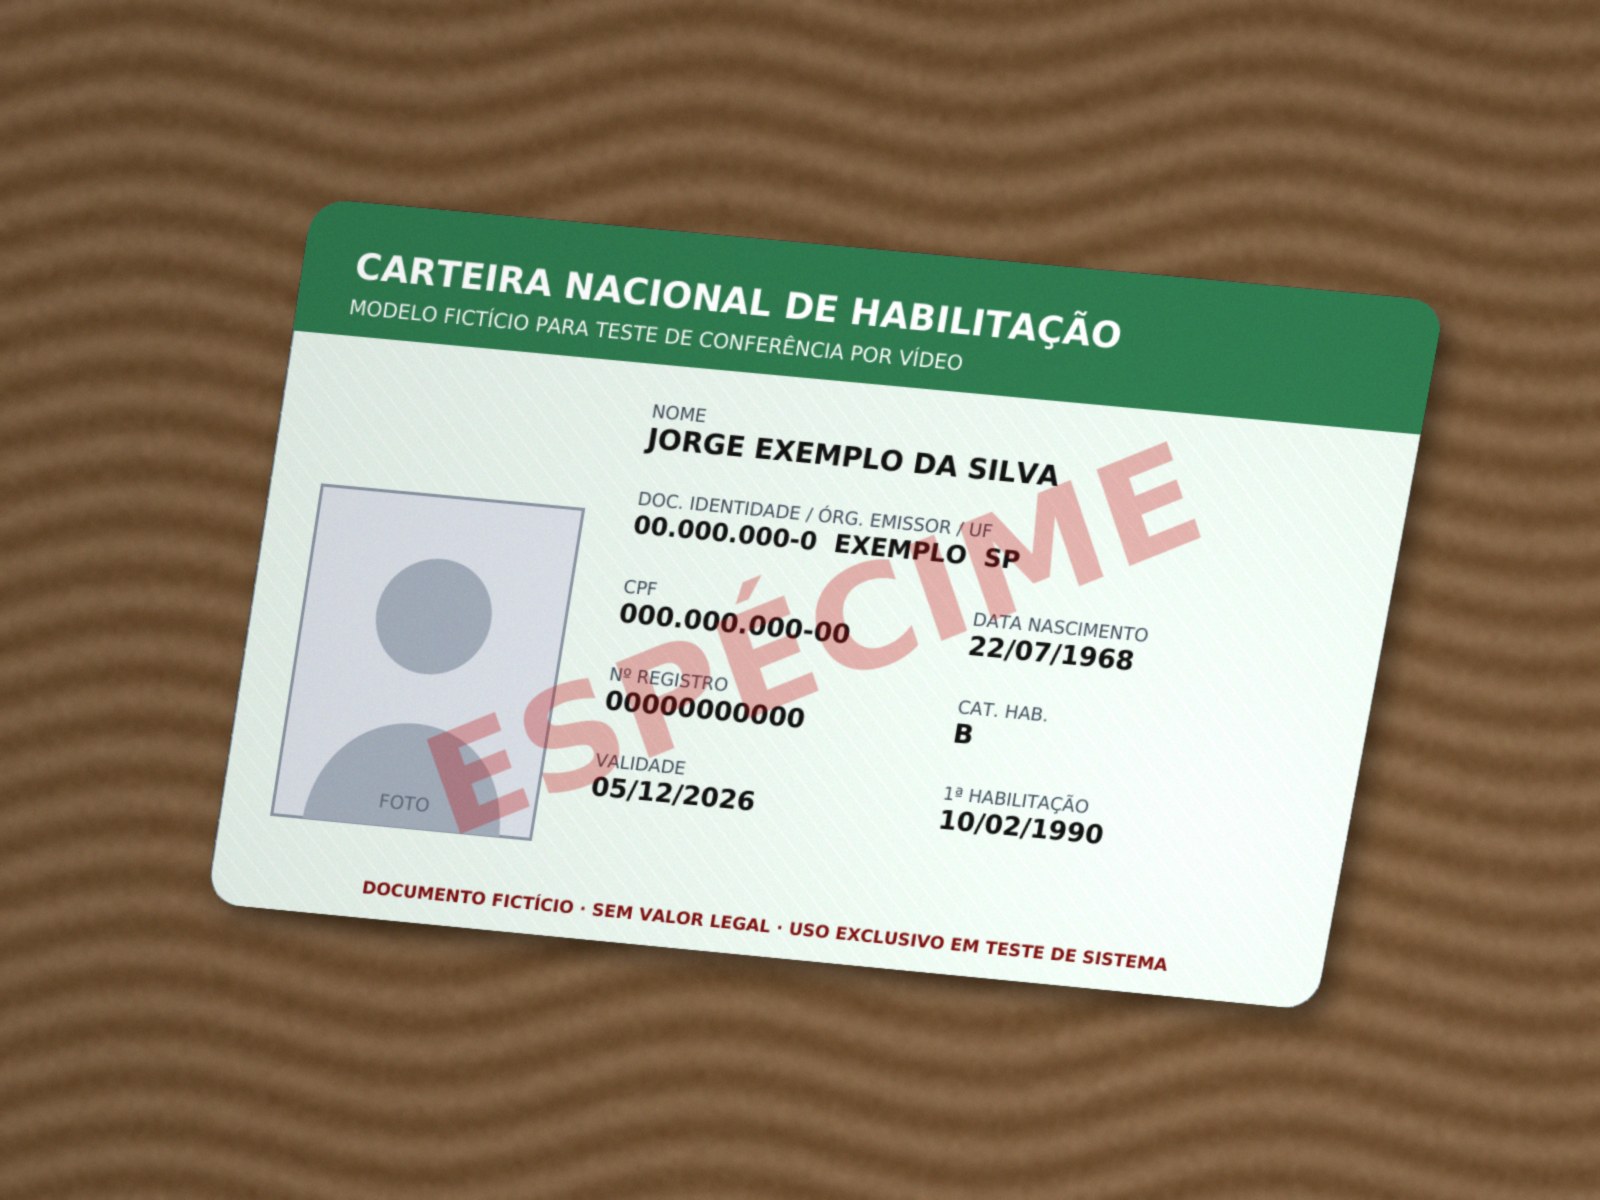 CARTEIRA NACIONAL DE HABILITAÇÃO
MODELO FICTÍCIO PARA TESTE DE CONFERÊNCIA POR VÍDEO
NOME
JORGE EXEMPLO DA SILVA
DOC. IDENTIDADE / ÓRG. EMISSOR / UF
00.000.000-0 EXEMPLO SP
CPF
000.000.000-00
DATA NASCIMENTO
22/07/1968
Nº REGISTRO
00000000000
CAT. HAB.
B
VALIDADE
05/12/2026
1ª HABILITAÇÃO
10/02/1990
FOTO
ESPÉCIME
DOCUMENTO FICTÍCIO · SEM VALOR LEGAL · USO EXCLUSIVO EM TESTE DE SISTEMA